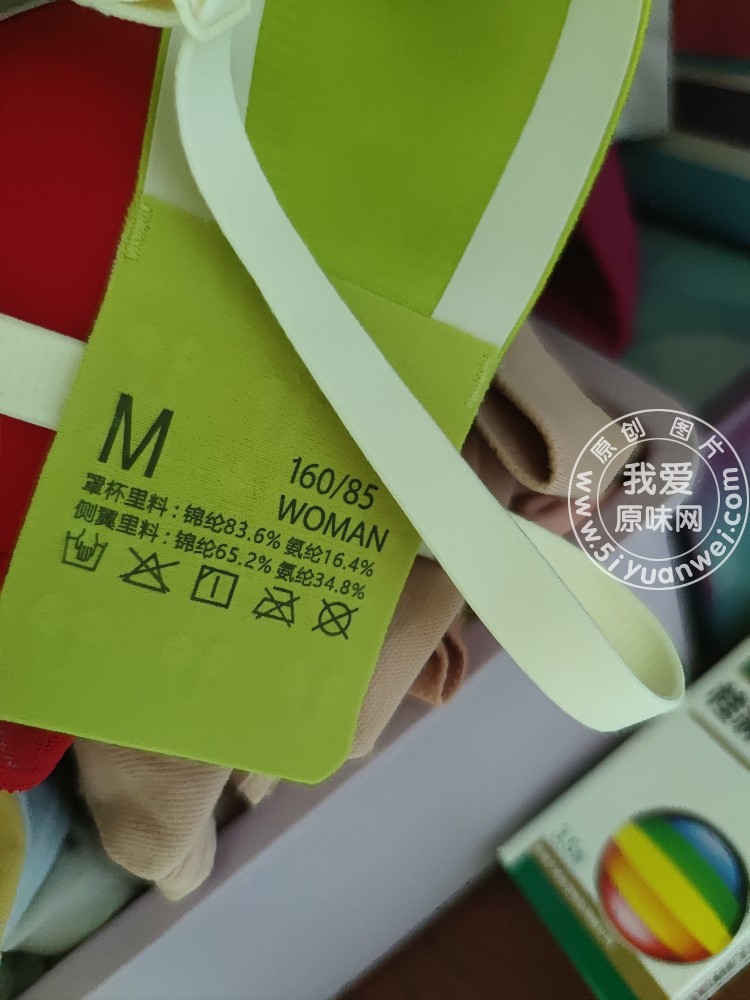 M
160/85
WOMAN
罩杯里料：锦纶83.6% 氨纶16.4%
侧翼里料：锦纶65.2% 氨纶34.8%
原创图片
我爱
原味网
www.5iyuanwei.com